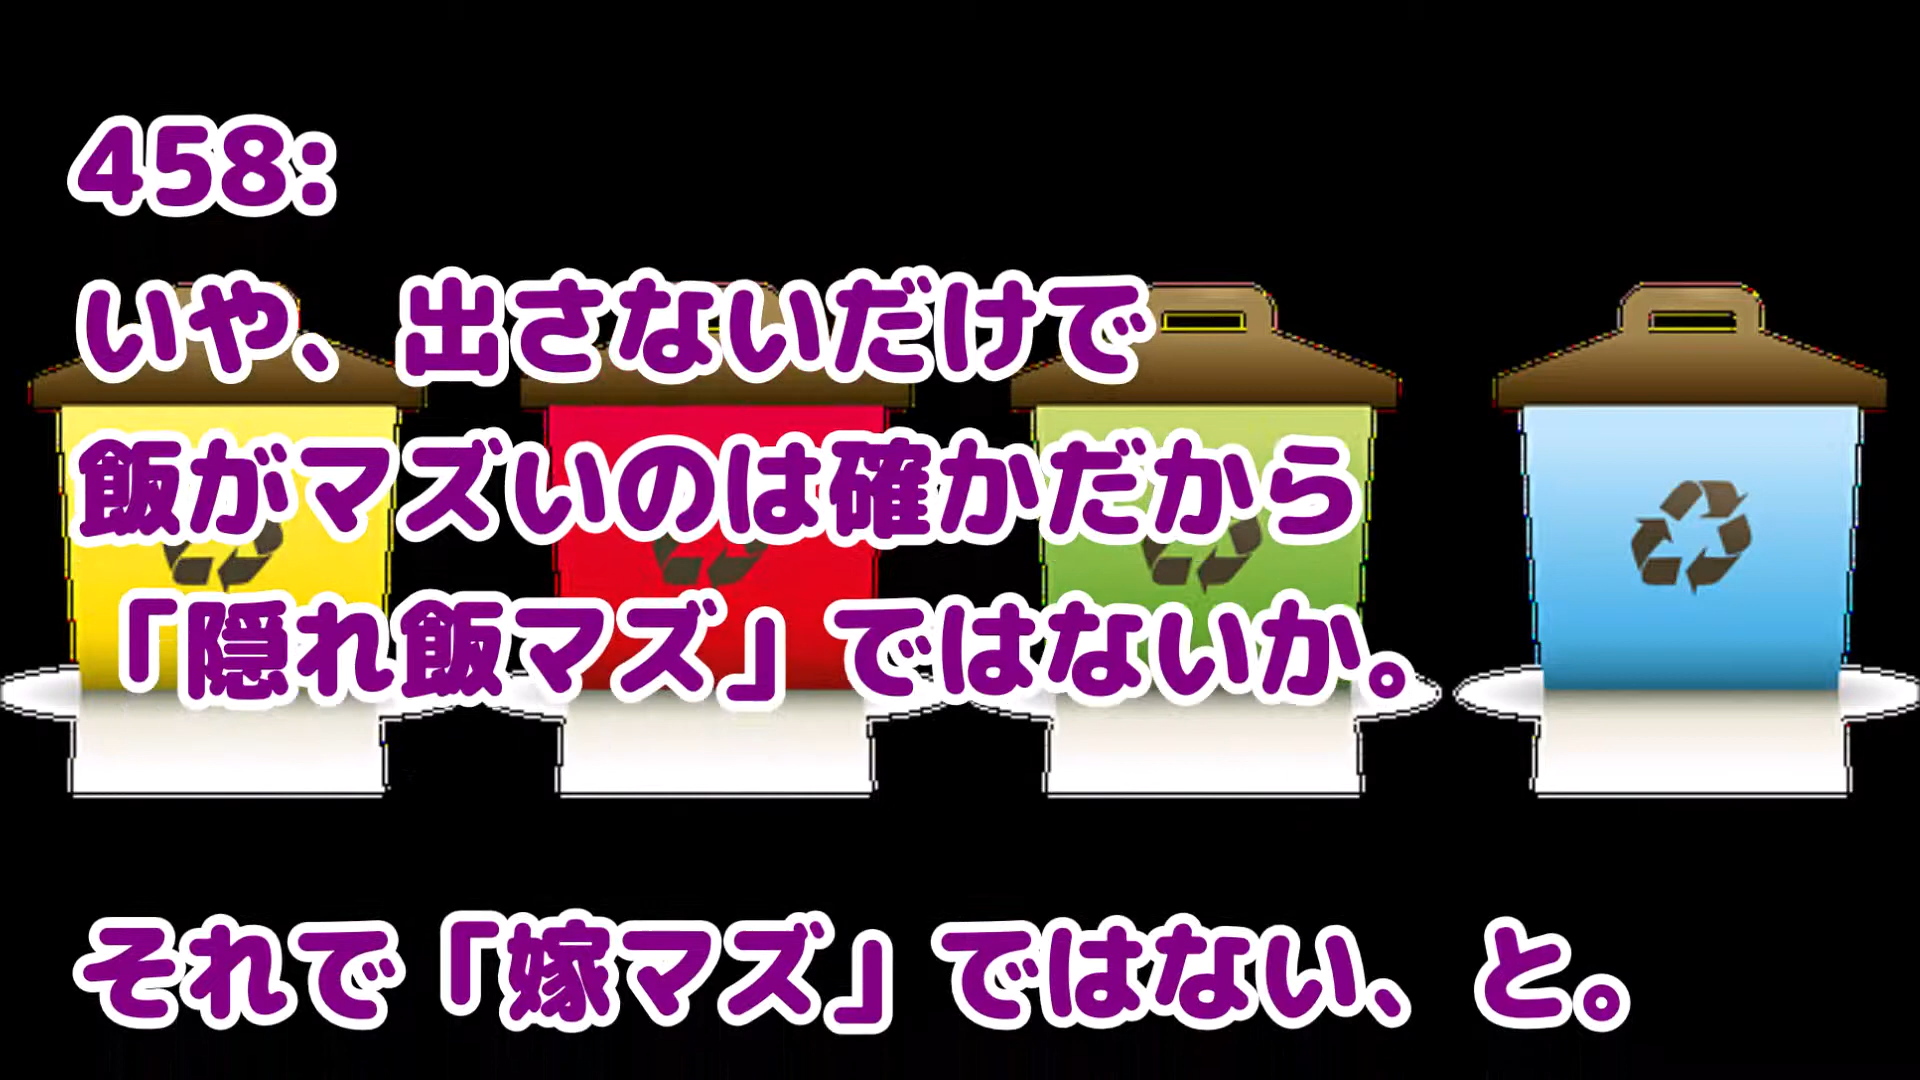 458:
いや、出さないだけで
飯がマズいのは確かだから
「隠れ飯マズ」ではないか。
それで「嫁マズ」ではない、と。